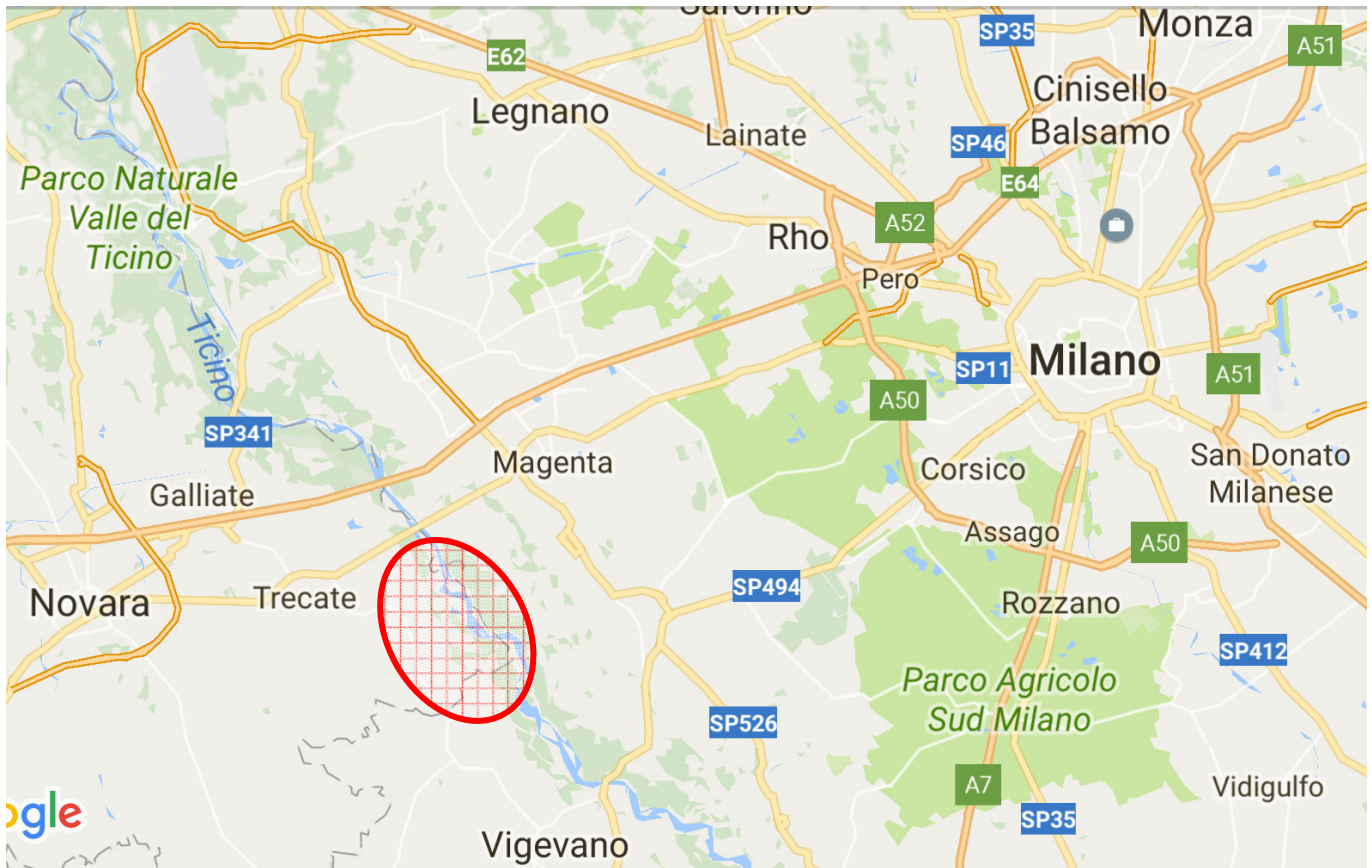 Saronno
SP35
Monza
A51
E62
Cinisello
Balsamo
Legnano
Lainate
SP46
E64
Parco Naturale
Valle del
Ticino
A52
Rho
Pero
Ticino
Milano
SP11
A51
A50
SP341
Magenta
Corsico
San Donato
Milanese
Galliate
Assago
A50
Novara
Trecate
SP494
Rozzano
SP412
Parco Agricolo
Sud Milano
SP526
A7
Vidigulfo
ogle
SP35
Vigevano